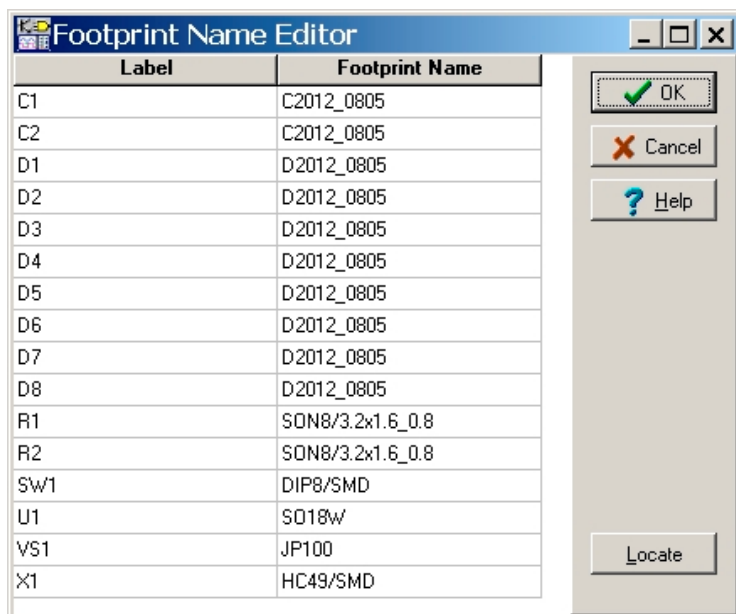 Footprint Name Editor
Label Footprint Name
C1 C2012_0805
C2 C2012_0805
D1 D2012_0805
D2 D2012_0805
D3 D2012_0805
D4 D2012_0805
D5 D2012_0805
D6 D2012_0805
D7 D2012_0805
D8 D2012_0805
R1 SON8/3.2x1.6_0.8
R2 SON8/3.2x1.6_0.8
SW1 DIP8/SMD
U1 SO18W
VS1 JP100
X1 HC49/SMD
OK
Cancel
Help
Locate